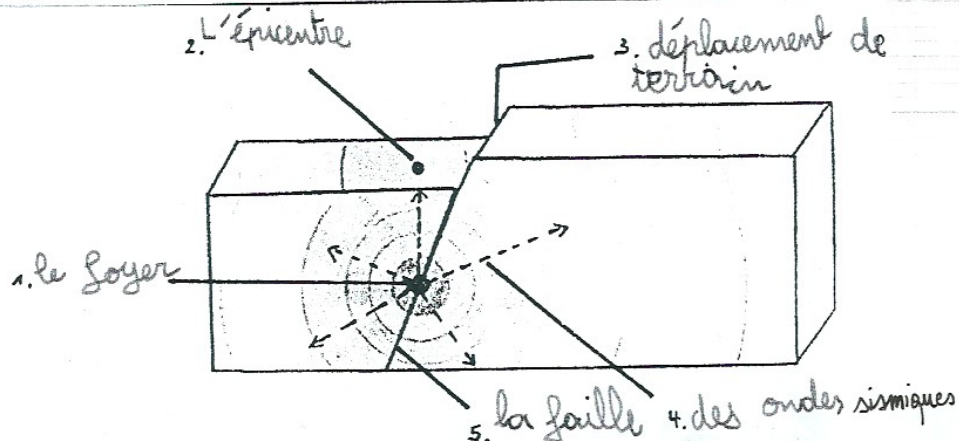 2. L'épicentre
3. déplacement de
terrain
1. le foyer
5. la faille
4. des ondes sismiques